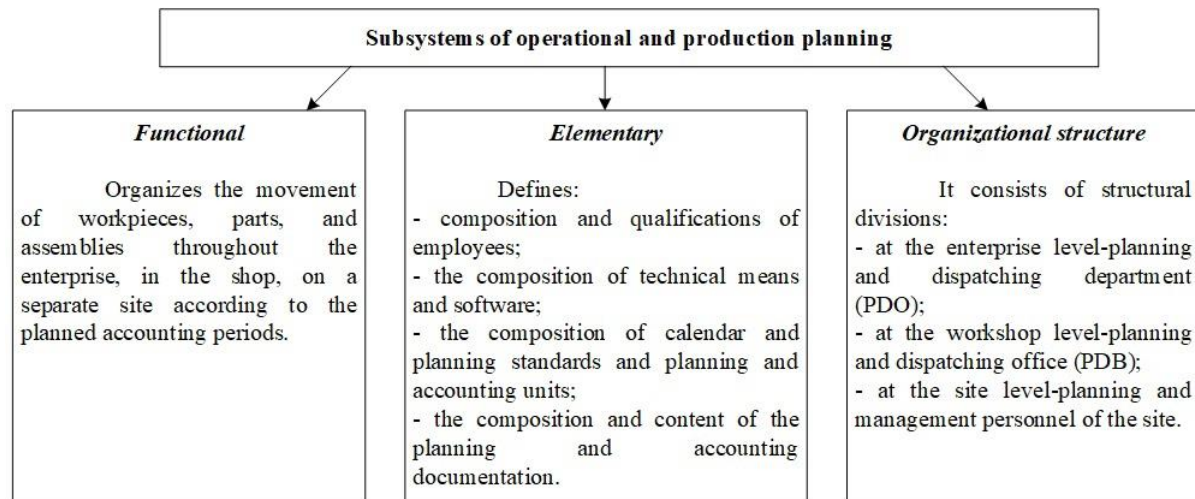 Subsystems of operational and production planning
Functional
Organizes the movement
of workpieces, parts, and
assemblies throughout the
enterprise, in the shop, on a
separate site according to the
planned accounting periods.
Elementary
Defines:
- composition and qualifications of
employees;
- the composition of technical means
and software;
- the composition of calendar and
planning standards and planning and
accounting units;
- the composition and content of the
planning and accounting
documentation.
Organizational structure
It consists of structural
divisions:
- at the enterprise level-planning
and dispatching department
(PDO);
- at the workshop level-planning
and dispatching office (PDB);
- at the site level-planning and
management personnel of the site.